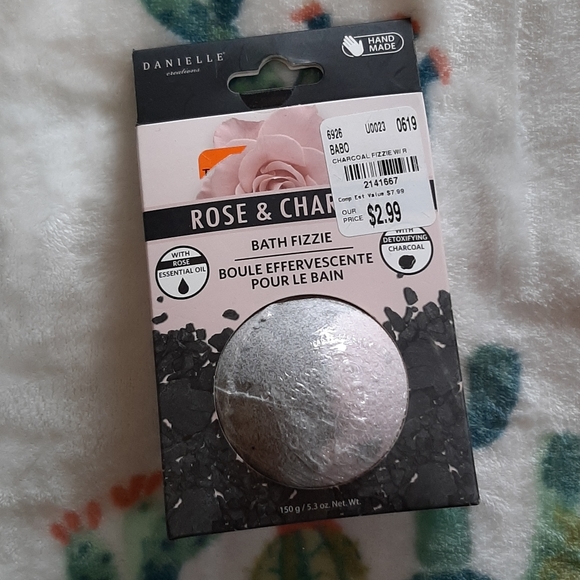 DANIELLE®
creations
HAND
MADE
6926 U0023 0619
BABO
CHARCOAL FIZZIE W/ R
2141667
Comp Est Value $7.99
OUR
PRICE $2.99
ROSE & CHAR
BATH FIZZIE
BOULE EFFERVESCENTE
POUR LE BAIN
WITH
ROSE
ESSENTIAL OIL
WITH
DETOXIFYING
CHARCOAL
150 g / 5.3 oz. Net. Wt.